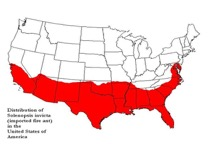 Distribution of
Solenopsis invicta
(imported fire ant)
in the
United States of
America